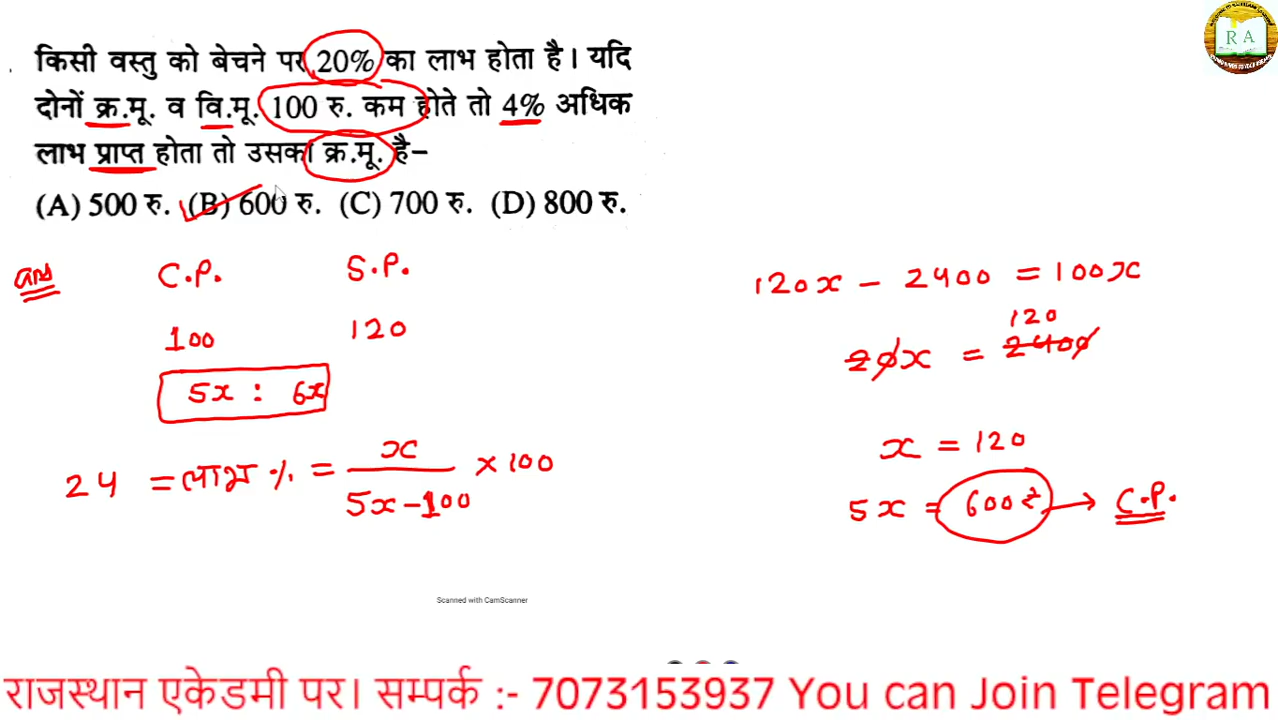 किसी वस्तु को बेचने पर 20% का लाभ होता है। यदि
दोनों क्र.मू. व वि.मू. 100 रु. कम होते तो 4% अधिक
लाभ प्राप्त होता तो उसका क्र.मू. है–
(A) 500 रु. (B) 600 रु. (C) 700 रु. (D) 800 रु.
Ans
C.P. S.P.
100 120
5x : 6x
24 = लाभ % = x / 5x – 100 × 100
120x – 2400 = 100x
120
20x = 2400
x = 120
5x = 600₹ → C.P.
R A
Scanned with CamScanner
राजस्थान एकेडमी पर। सम्पर्क :- 7073153937 You can Join Telegram